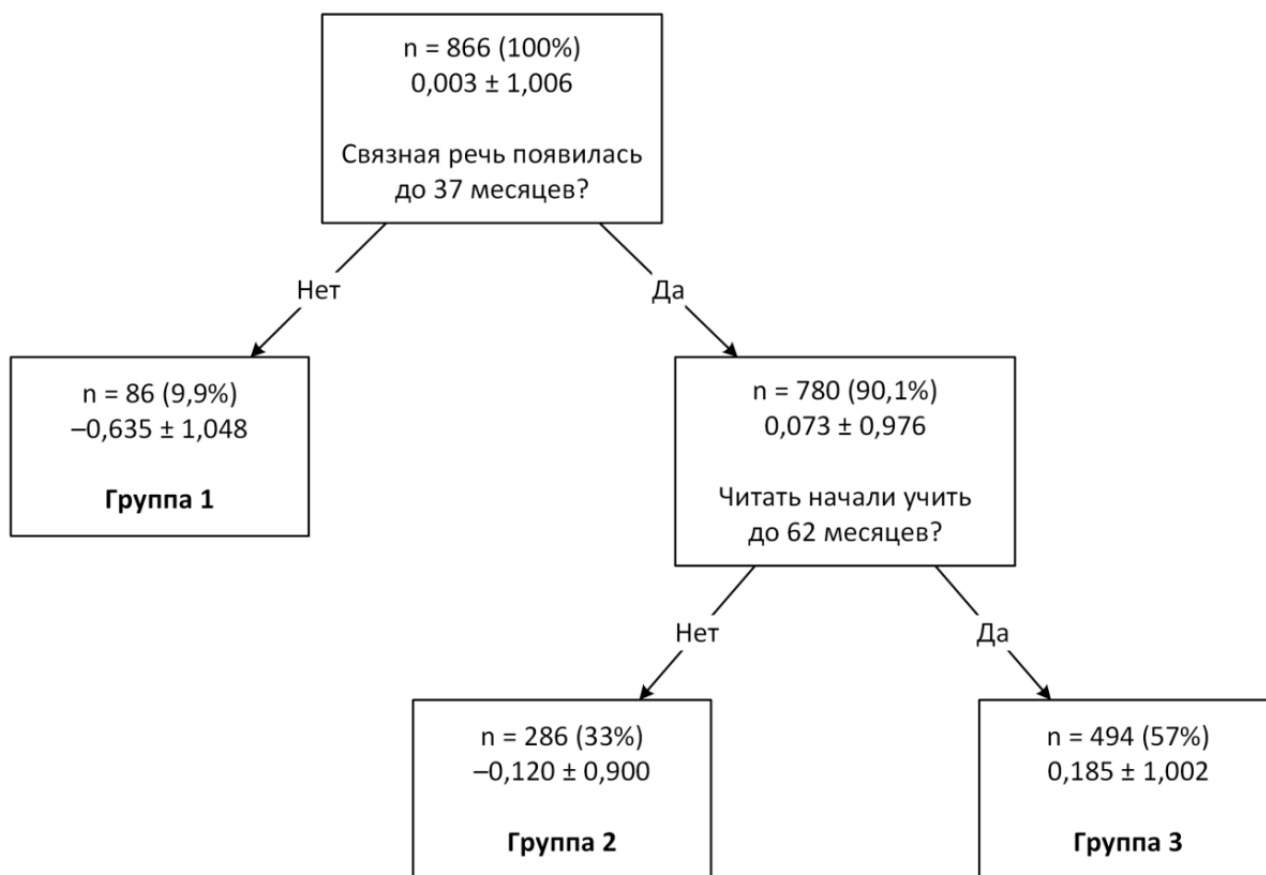 n = 866 (100%)
0,003 ± 1,006
Связная речь появилась
до 37 месяцев?
Нет
Да
n = 86 (9,9%)
–0,635 ± 1,048
Группа 1
n = 780 (90,1%)
0,073 ± 0,976
Читать начали учить
до 62 месяцев?
Нет
Да
n = 286 (33%)
–0,120 ± 0,900
Группа 2
n = 494 (57%)
0,185 ± 1,002
Группа 3